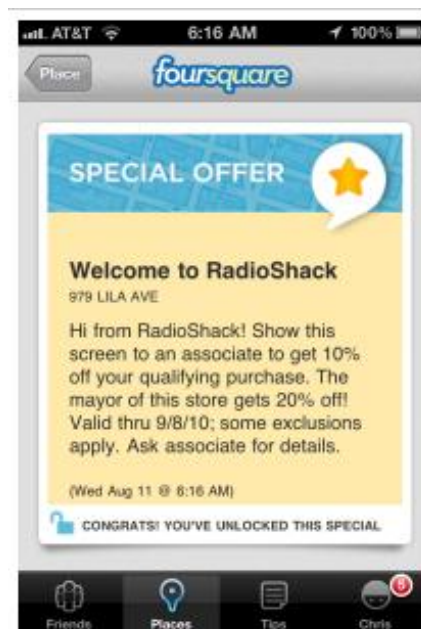 AT&T 6:16 AM 100%
Place foursquare
SPECIAL OFFER
Welcome to RadioShack
979 LILA AVE
Hi from RadioShack! Show this
screen to an associate to get 10%
off your qualifying purchase. The
mayor of this store gets 20% off!
Valid thru 9/8/10; some exclusions
apply. Ask associate for details.
(Wed Aug 11 @ 6:16 AM)
CONGRATS! YOU'VE UNLOCKED THIS SPECIAL
Friends Places Tips Chris